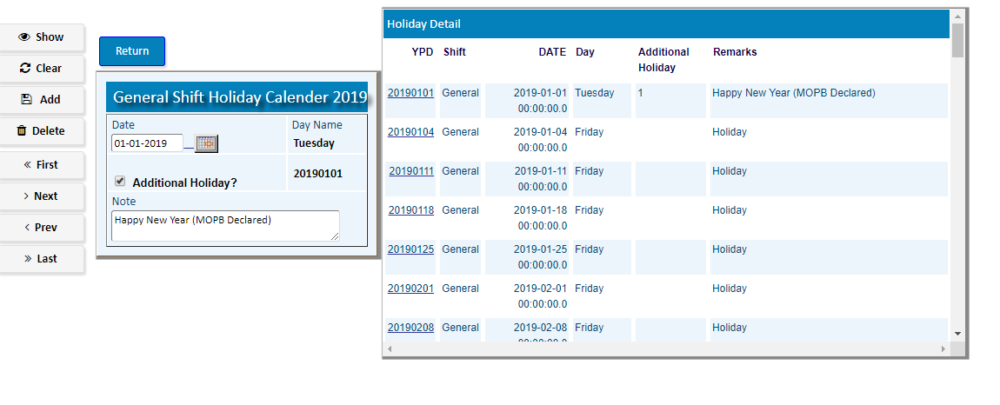 Show
Clear
Add
Delete
First
Next
Prev
Last
Return
General Shift Holiday Calender 2019
Date
Day Name
01-01-2019
Tuesday
Additional Holiday?
20190101
Note
Happy New Year (MOPB Declared)
Holiday Detail
YPD Shift DATE Day Additional Holiday Remarks
20190101 General 2019-01-01 00:00:00.0 Tuesday 1 Happy New Year (MOPB Declared)
20190104 General 2019-01-04 00:00:00.0 Friday Holiday
20190111 General 2019-01-11 00:00:00.0 Friday Holiday
20190118 General 2019-01-18 00:00:00.0 Friday Holiday
20190125 General 2019-01-25 00:00:00.0 Friday Holiday
20190201 General 2019-02-01 00:00:00.0 Friday Holiday
20190208 General 2019-02-08 00:00:00.0 Friday Holiday